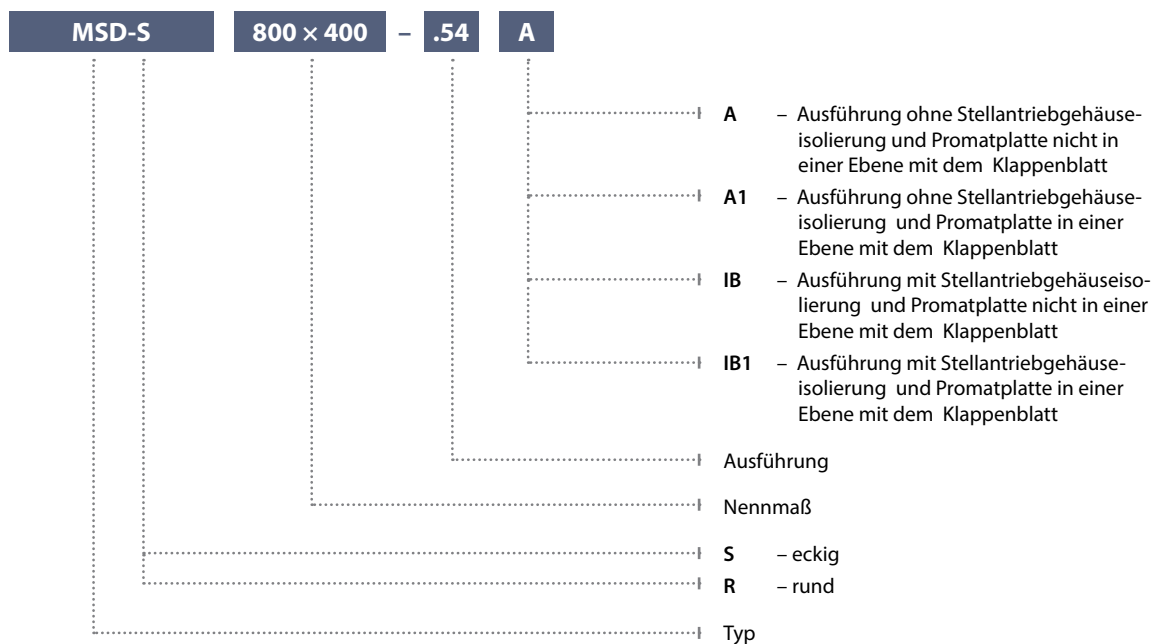 MSD-S 800 × 400 – .54 A
A – Ausführung ohne Stellantriebgehäuse-
isolierung und Promatplatte nicht in
einer Ebene mit dem Klappenblatt
A1 – Ausführung ohne Stellantriebgehäuse-
isolierung und Promatplatte in einer
Ebene mit dem Klappenblatt
IB – Ausführung mit Stellantriebgehäuseiso-
lierung und Promatplatte nicht in einer
Ebene mit dem Klappenblatt
IB1 – Ausführung mit Stellantriebgehäuse-
isolierung und Promatplatte in einer
Ebene mit dem Klappenblatt
Ausführung
Nennmaß
S – eckig
R – rund
Typ